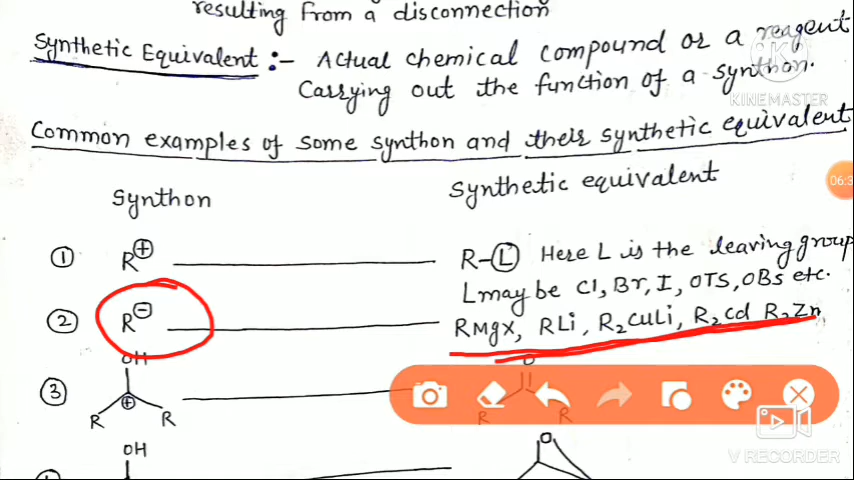 resulting from a disconnection
Synthetic Equivalent :- Actual chemical compound or a reagent
Carrying out the function of a synthon.
KINEMASTER
Common examples of some synthon and their synthetic equivalent
Synthon Synthetic equivalent
06:3
① R⊕ R-Ⓛ Here L is the leaving group
L may be Cl, Br, I, OTS, OBs etc.
② R⊖ RMgX, RLi, R₂CuLi, R₂Cd R₂Zn
③ OH
⊕
R R
O
R R
V RECORDER
OH
O